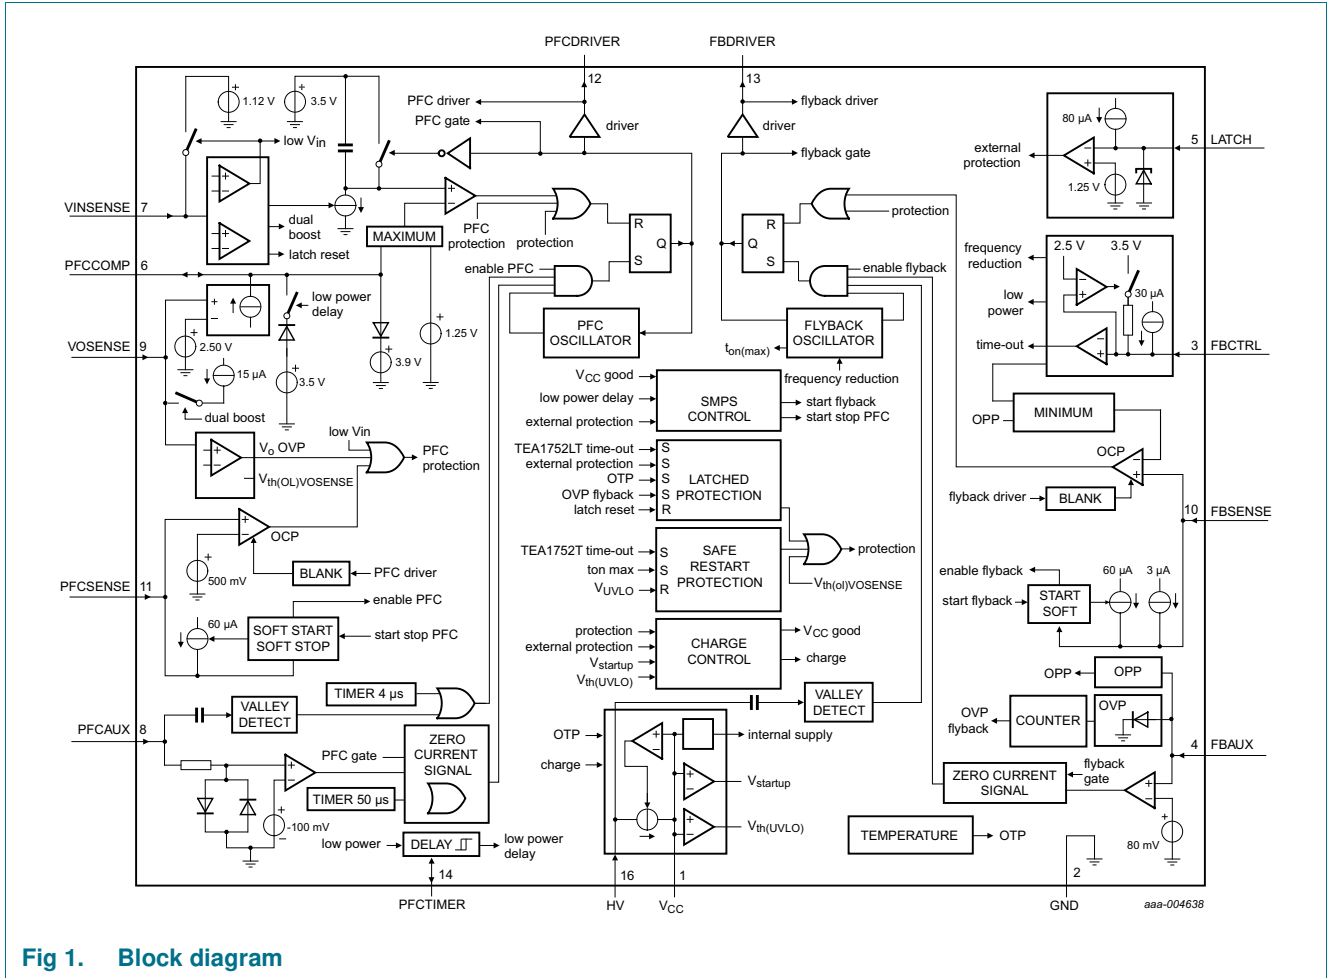 PFCDRIVER
FBDRIVER
12
13
1.12 V
3.5 V
PFC driver
PFC gate
driver
flyback driver
driver
flyback gate
low Vin
80 µA
external
protection
1.25 V
5
LATCH
VINSENSE
7
dual
boost
latch reset
MAXIMUM
PFC
protection
protection
R
Q
S
R
Q
S
protection
PFCCOMP
6
enable PFC
enable flyback
frequency
reduction
2.5 V
3.5 V
low
power
30 µA
low power
delay
1.25 V
PFC
OSCILLATOR
FLYBACK
OSCILLATOR
ton(max)
time-out
3
FBCTRL
VOSENSE
9
2.50 V
3.9 V
15 µA
3.5 V
dual boost
frequency reduction
VCC good
low power delay
external protection
SMPS
CONTROL
start flyback
start stop PFC
OPP
MINIMUM
low Vin
Vo OVP
Vth(OL)VOSENSE
PFC
protection
TEA1752LT time-out
external protection
OTP
OVP flyback
latch reset
S
S
S
S
R
LATCHED
PROTECTION
OCP
flyback driver
BLANK
10
FBSENSE
OCP
500 mV
BLANK
PFC driver
TEA1752T time-out
ton max
VUVLO
S
S
R
SAFE
RESTART
PROTECTION
protection
Vth(ol)VOSENSE
PFCSENSE
11
enable PFC
60 µA
SOFT START
SOFT STOP
start stop PFC
enable flyback
start flyback
START
SOFT
60 µA
3 µA
protection
external protection
Vstartup
Vth(UVLO)
CHARGE
CONTROL
VCC good
charge
OPP
OPP
TIMER 4 µs
VALLEY
DETECT
VALLEY
DETECT
OVP
flyback
COUNTER
OVP
PFCAUX
8
PFC gate
ZERO
CURRENT
SIGNAL
OTP
charge
internal supply
4
FBAUX
flyback
gate
ZERO CURRENT
SIGNAL
TIMER 50 µs
-100 mV
Vstartup
Vth(UVLO)
80 mV
low power
DELAY
low power
delay
TEMPERATURE
OTP
14
16
1
2
PFCTIMER
HV
VCC
GND
aaa-004638
Fig 1. Block diagram